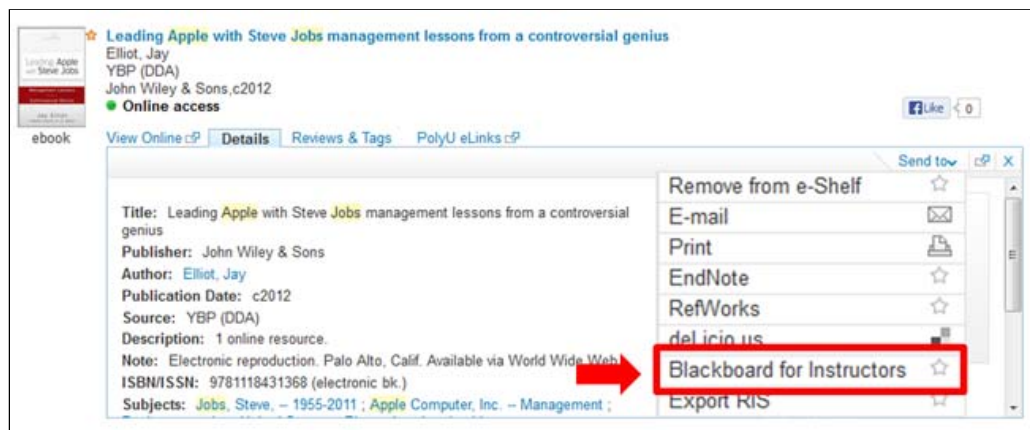 Leading Apple with Steve Jobs management lessons from a controversial genius
Elliot, Jay
YBP (DDA)
John Wiley & Sons,c2012
Online access
Like 0
Leading Apple
with Steve Jobs
Jay Elliot
ebook
View Online Details Reviews & Tags PolyU eLinks
Send to X
Title: Leading Apple with Steve Jobs management lessons from a controversial
genius
Publisher: John Wiley & Sons
Author: Elliot, Jay
Publication Date: c2012
Source: YBP (DDA)
Description: 1 online resource.
Note: Electronic reproduction. Palo Alto, Calif. Available via World Wide Web.
ISBN/ISSN: 9781118431368 (electronic bk.)
Subjects: Jobs, Steve, – 1955-2011 ; Apple Computer, Inc. – Management ;
Remove from e-Shelf
E-mail
Print
EndNote
RefWorks
del.icio.us
Blackboard for Instructors
Export RIS